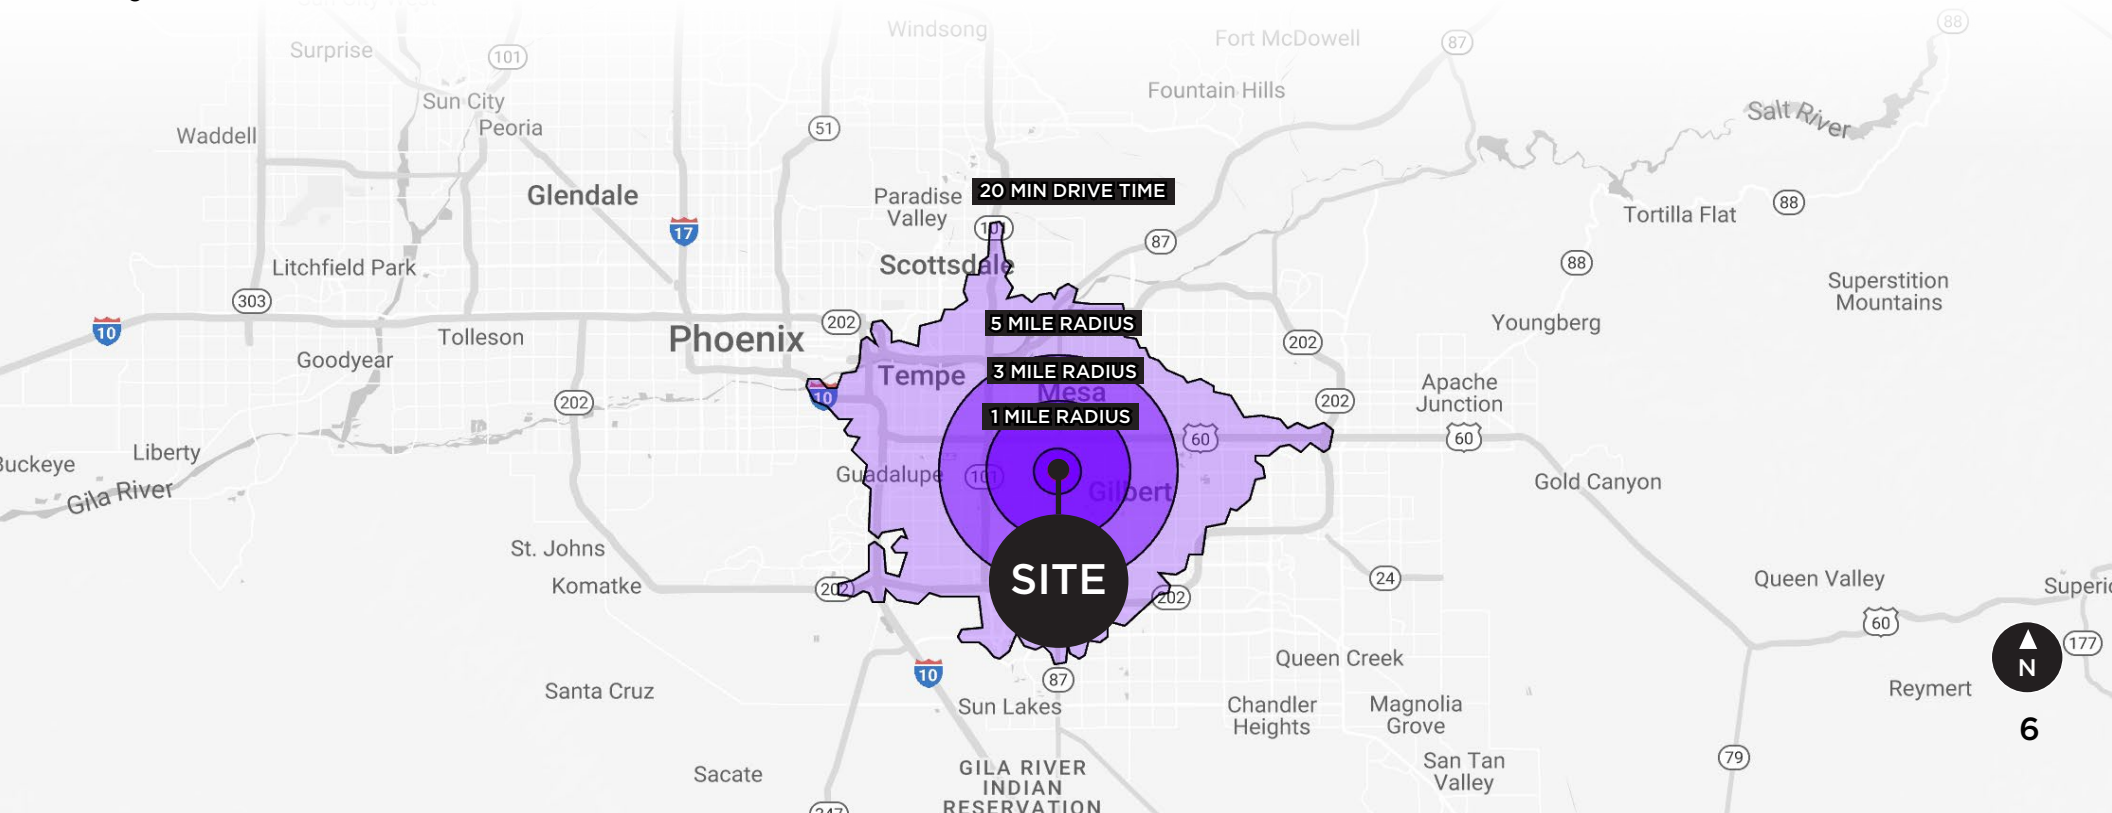 Sun City West
Windsong
88
Surprise
101
Fort McDowell
87
Sun City
Fountain Hills
Peoria
51
Salt River
Waddell
Glendale
Paradise
Valley
20 MIN DRIVE TIME
101
17
87
88
Tortilla Flat
Litchfield Park
Scottsdale
88
Superstition
Mountains
303
10
Tolleson
Phoenix
202
5 MILE RADIUS
202
Youngberg
Goodyear
Tempe
3 MILE RADIUS
Mesa
Apache
Junction
10
202
1 MILE RADIUS
202
60
60
Liberty
Buckeye
Gila River
Guadalupe
101
Gilbert
Gold Canyon
St. Johns
Komatke
202
SITE
202
24
Queen Valley
60
N
177
10
87
Queen Creek
Santa Cruz
Sun Lakes
Chandler
Heights
Magnolia
Grove
Reymert
6
Sacate
GILA RIVER
INDIAN
RESERVATION
San Tan
Valley
79
347